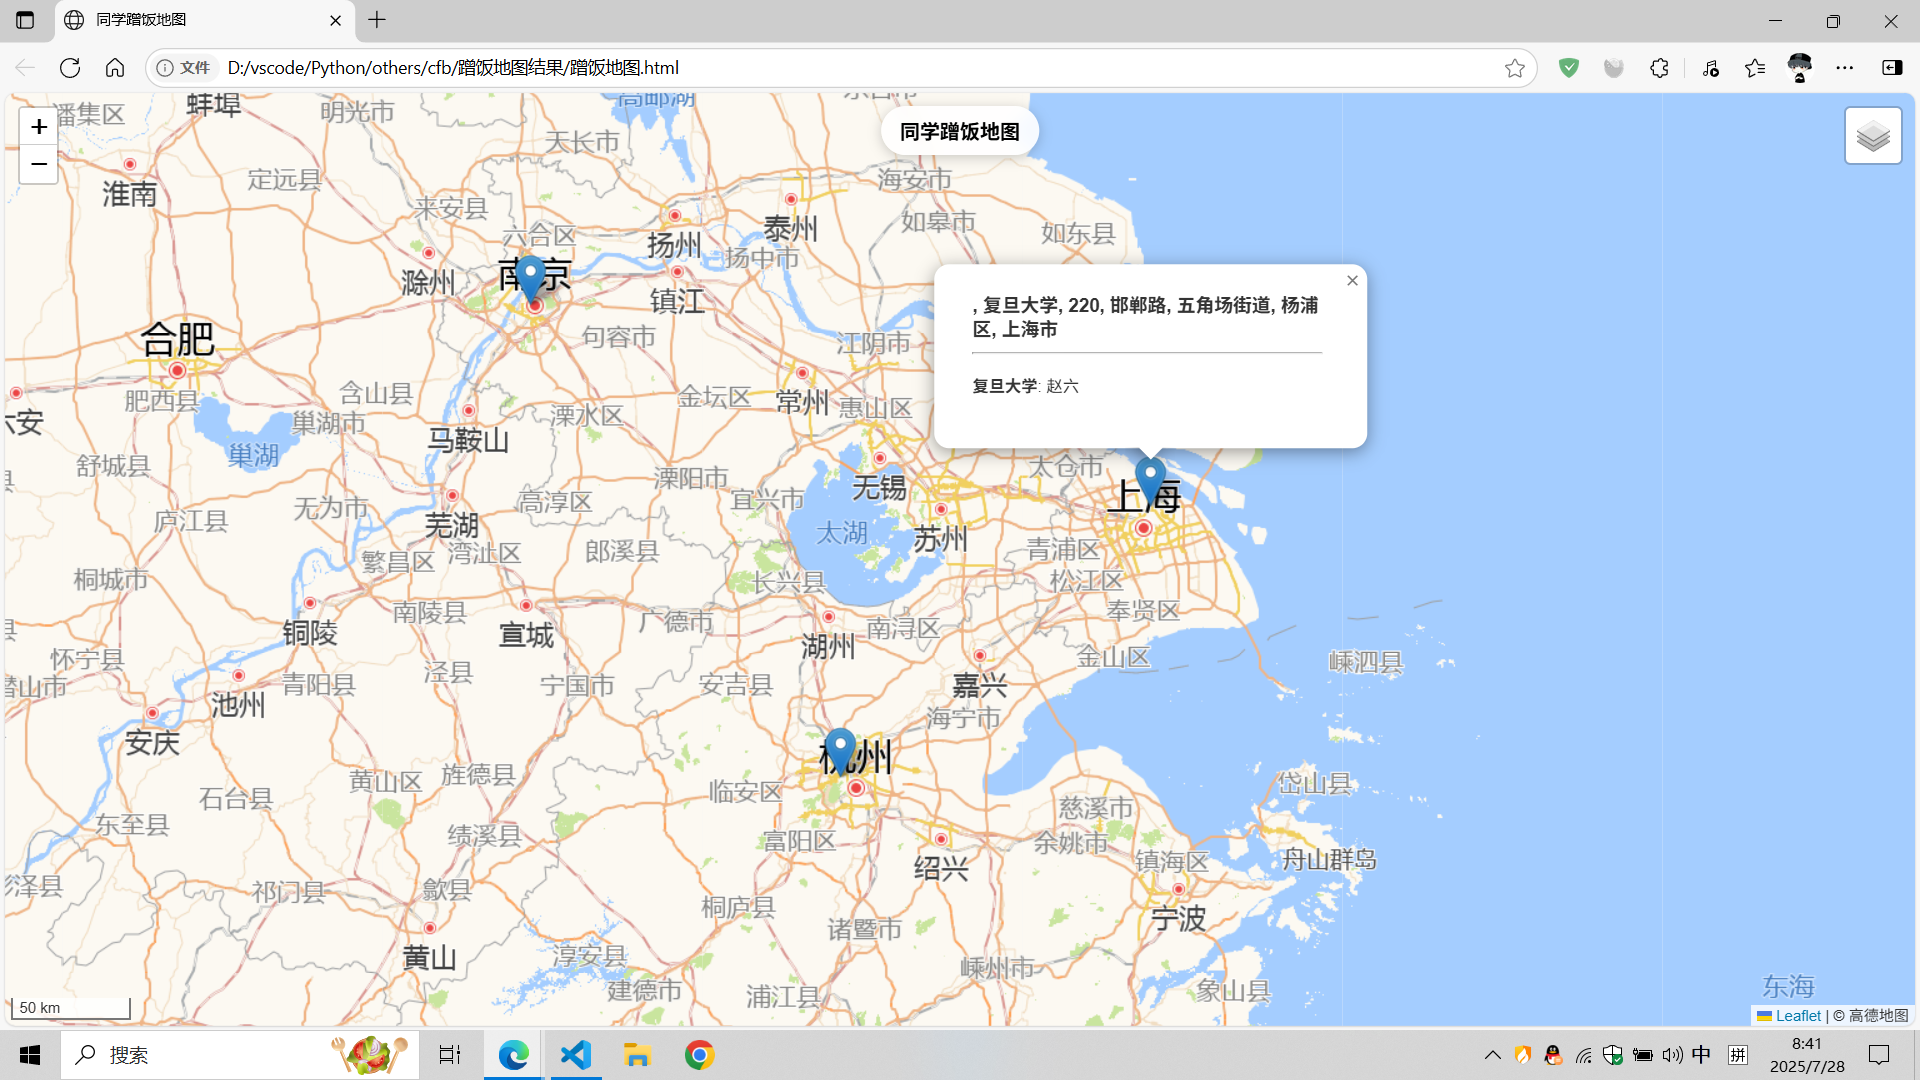 同学蹭饭地图
文件
D:/vscode/Python/others/cfb/蹭饭地图结果/蹭饭地图.html
+
−
同学蹭饭地图
潘集区
蚌埠
明光市
高邮湖
天长市
淮南
定远县
来安县
六合区
扬州
泰州
海安市
如皋市
如东县
滁州
南京
扬中市
镇江
合肥
句容市
江阴市
肥西县
含山县
巢湖市
巢湖
马鞍山
溧水区
金坛区
常州
惠山区
舒城县
溧阳市
宜兴市
无锡
太仓市
上海
无为市
高淳区
庐江县
芜湖
太湖
苏州
青浦区
繁昌区
湾沚区
郎溪县
长兴县
松江区
桐城市
南陵县
广德市
奉贤区
铜陵
宣城
湖州
南浔区
怀宁县
泾县
金山区
嵊泗县
青阳县
宁国市
安吉县
嘉兴
池州
海宁市
安庆
杭州
黄山区
旌德县
石台县
临安区
岱山县
慈溪市
东至县
绩溪县
富阳区
余姚市
绍兴
镇海区
舟山群岛
祁门县
歙县
桐庐县
诸暨市
宁波
黄山
淳安县
建德市
浦江县
嵊州市
象山县
东海
, 复旦大学, 220, 邯郸路, 五角场街道, 杨浦
区, 上海市
复旦大学: 赵六
×
50 km
Leaflet | © 高德地图
搜索
中
拼
8:41
2025/7/28